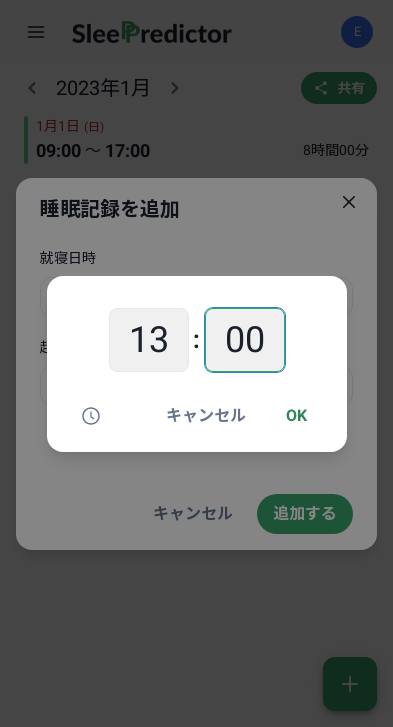 SleePredictor
E
2023年1月
共有
1月1日 (日)
09:00 〜 17:00
8時間00分
睡眠記録を追加
就寝日時
13 : 00
キャンセル
OK
キャンセル
追加する